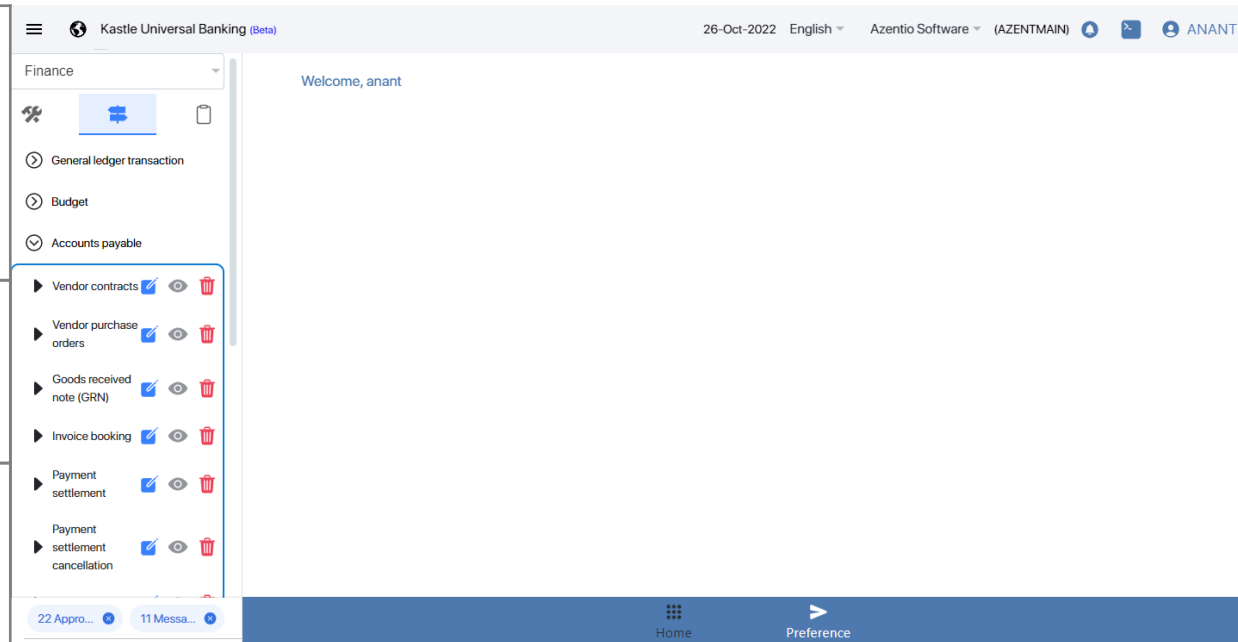 Kastle Universal Banking (Beta)
26-Oct-2022 English Azentio Software (AZENTMAIN) ANANT
Finance
Welcome, anant
General ledger transaction
Budget
Accounts payable
Vendor contracts
Vendor purchase
orders
Goods received
note (GRN)
Invoice booking
Payment
settlement
Payment
settlement
cancellation
22 Appro... 11 Messa...
Home Preference